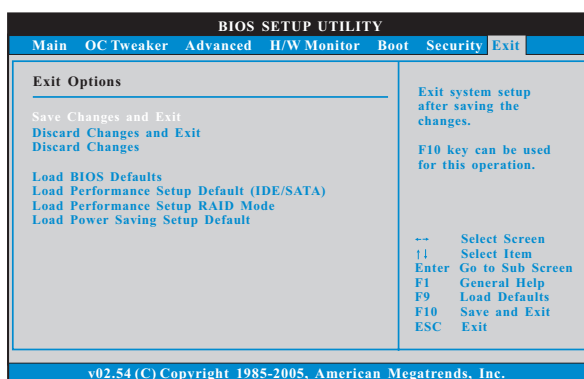 BIOS SETUP UTILITY
Main OC Tweaker Advanced H/W Monitor Boot Security Exit
Exit Options
Save Changes and Exit
Discard Changes and Exit
Discard Changes
Load BIOS Defaults
Load Performance Setup Default (IDE/SATA)
Load Performance Setup RAID Mode
Load Power Saving Setup Default
Exit system setup
after saving the
changes.
F10 key can be used
for this operation.
←→ Select Screen
↑↓ Select Item
Enter Go to Sub Screen
F1 General Help
F9 Load Defaults
F10 Save and Exit
ESC Exit
v02.54 (C) Copyright 1985-2005, American Megatrends, Inc.